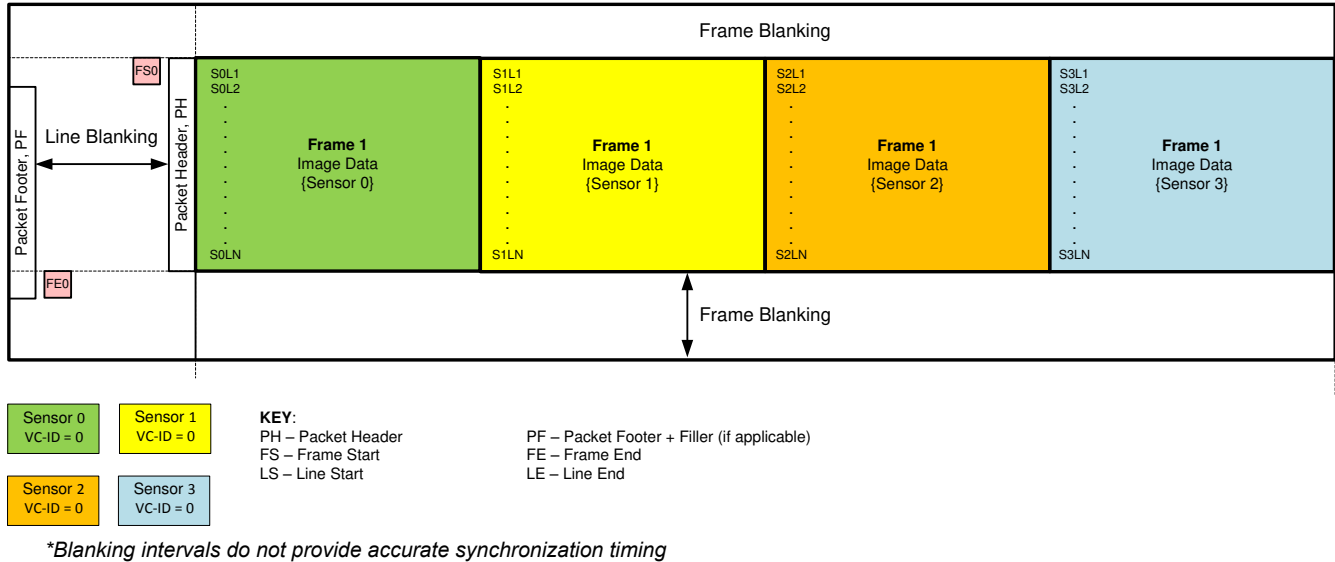 Frame Blanking
FS0
Packet Footer, PF
Line Blanking
Packet Header, PH
FE0
S0L1
S0L2
.
.
.
.
.
.
.
.
.
.
S0LN
Frame 1
Image Data
{Sensor 0}
S1L1
S1L2
.
.
.
.
.
.
.
.
.
.
S1LN
Frame 1
Image Data
{Sensor 1}
S2L1
S2L2
.
.
.
.
.
.
.
.
.
.
S2LN
Frame 1
Image Data
{Sensor 2}
S3L1
S3L2
.
.
.
.
.
.
.
.
.
.
S3LN
Frame 1
Image Data
{Sensor 3}
Frame Blanking
Sensor 0
VC-ID = 0
Sensor 1
VC-ID = 0
Sensor 2
VC-ID = 0
Sensor 3
VC-ID = 0
KEY:
PH – Packet Header
FS – Frame Start
LS – Line Start
PF – Packet Footer + Filler (if applicable)
FE – Frame End
LE – Line End
*Blanking intervals do not provide accurate synchronization timing